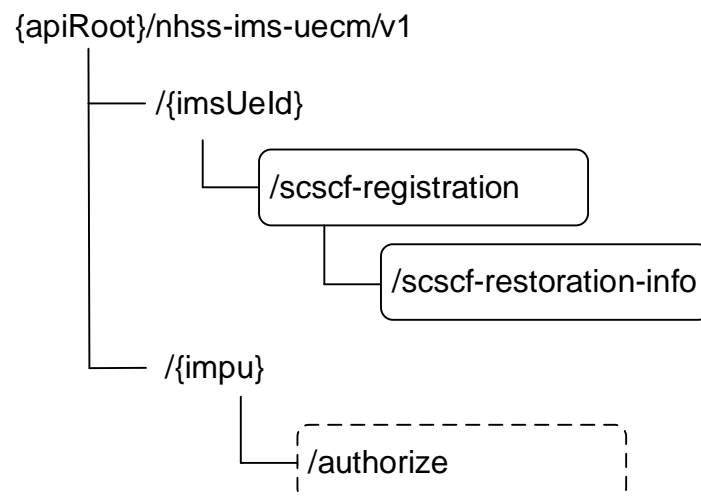 {apiRoot}/nhss-ims-uecm/v1
/{imsUeId}
/scscf-registration
/scscf-restoration-info
/{impu}
/authorize